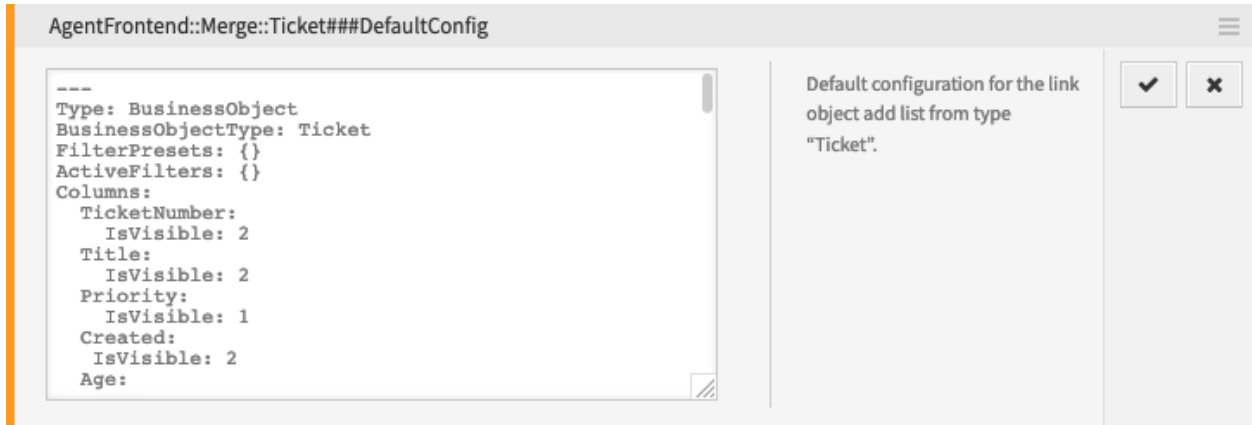 AgentFrontend::Merge::Ticket###DefaultConfig
---
Type: BusinessObject
BusinessObjectType: Ticket
FilterPresets: {}
ActiveFilters: {}
Columns:
  TicketNumber:
    IsVisible: 2
  Title:
    IsVisible: 2
  Priority:
    IsVisible: 1
  Created:
   IsVisible: 2
  Age:
Default configuration for the link
object add list from type
“Ticket”.